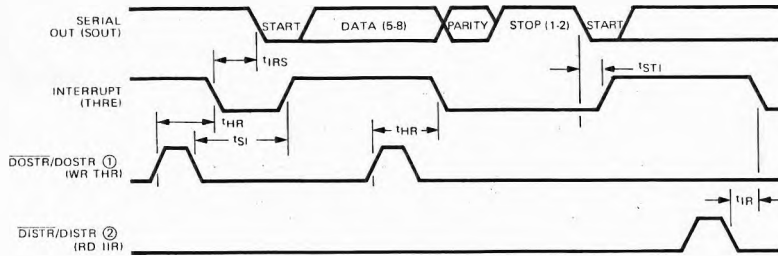 SERIAL
OUT (SOUT)
START
DATA (5-8)
PARITY
STOP (1-2)
START
tIRS
tSTI
INTERRUPT
(THRE)
tHR
tSI
tHR
DOSTR/DOSTR ①
(WR THR)
tIR
DISTR/DISTR ②
(RD IIR)